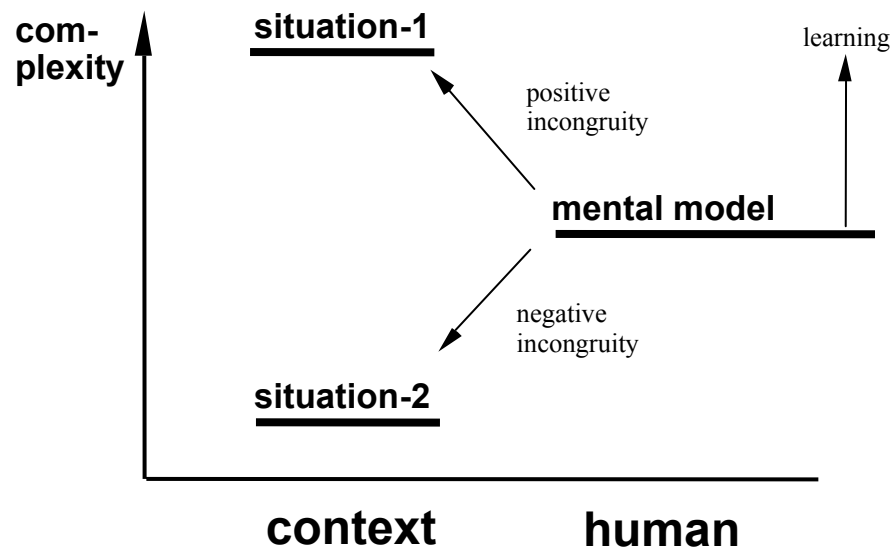 com-
plexity
situation-1
learning
positive
incongruity
mental model
negative
incongruity
situation-2
context
human